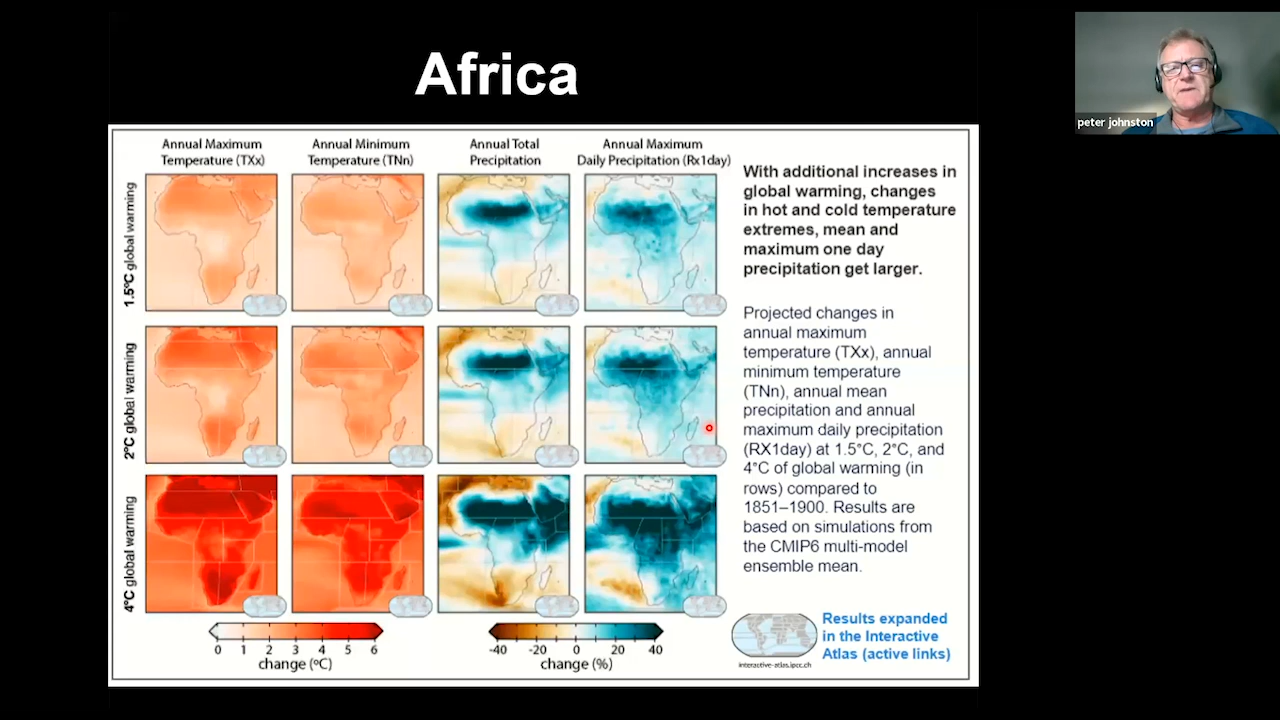 Africa
peter johnston
Annual Maximum
Temperature (TXx)
Annual Minimum
Temperature (TNn)
Annual Total
Precipitation
Annual Maximum
Daily Precipitation (Rx1day)
1.5°C global warming
2°C global warming
4°C global warming
0 1 2 3 4 5 6
change (°C)
-40 -20 0 20 40
change (%)
With additional increases in
global warming, changes
in hot and cold temperature
extremes, mean and
maximum one day
precipitation get larger.
Projected changes in
annual maximum
temperature (TXx), annual
minimum temperature
(TNn), annual mean
precipitation and annual
maximum daily precipitation
(RX1day) at 1.5°C, 2°C, and
4°C of global warming (in
rows) compared to
1851–1900. Results are
based on simulations from
the CMIP6 multi-model
ensemble mean.
interactive-atlas.ipcc.ch
Results expanded
in the Interactive
Atlas (active links)